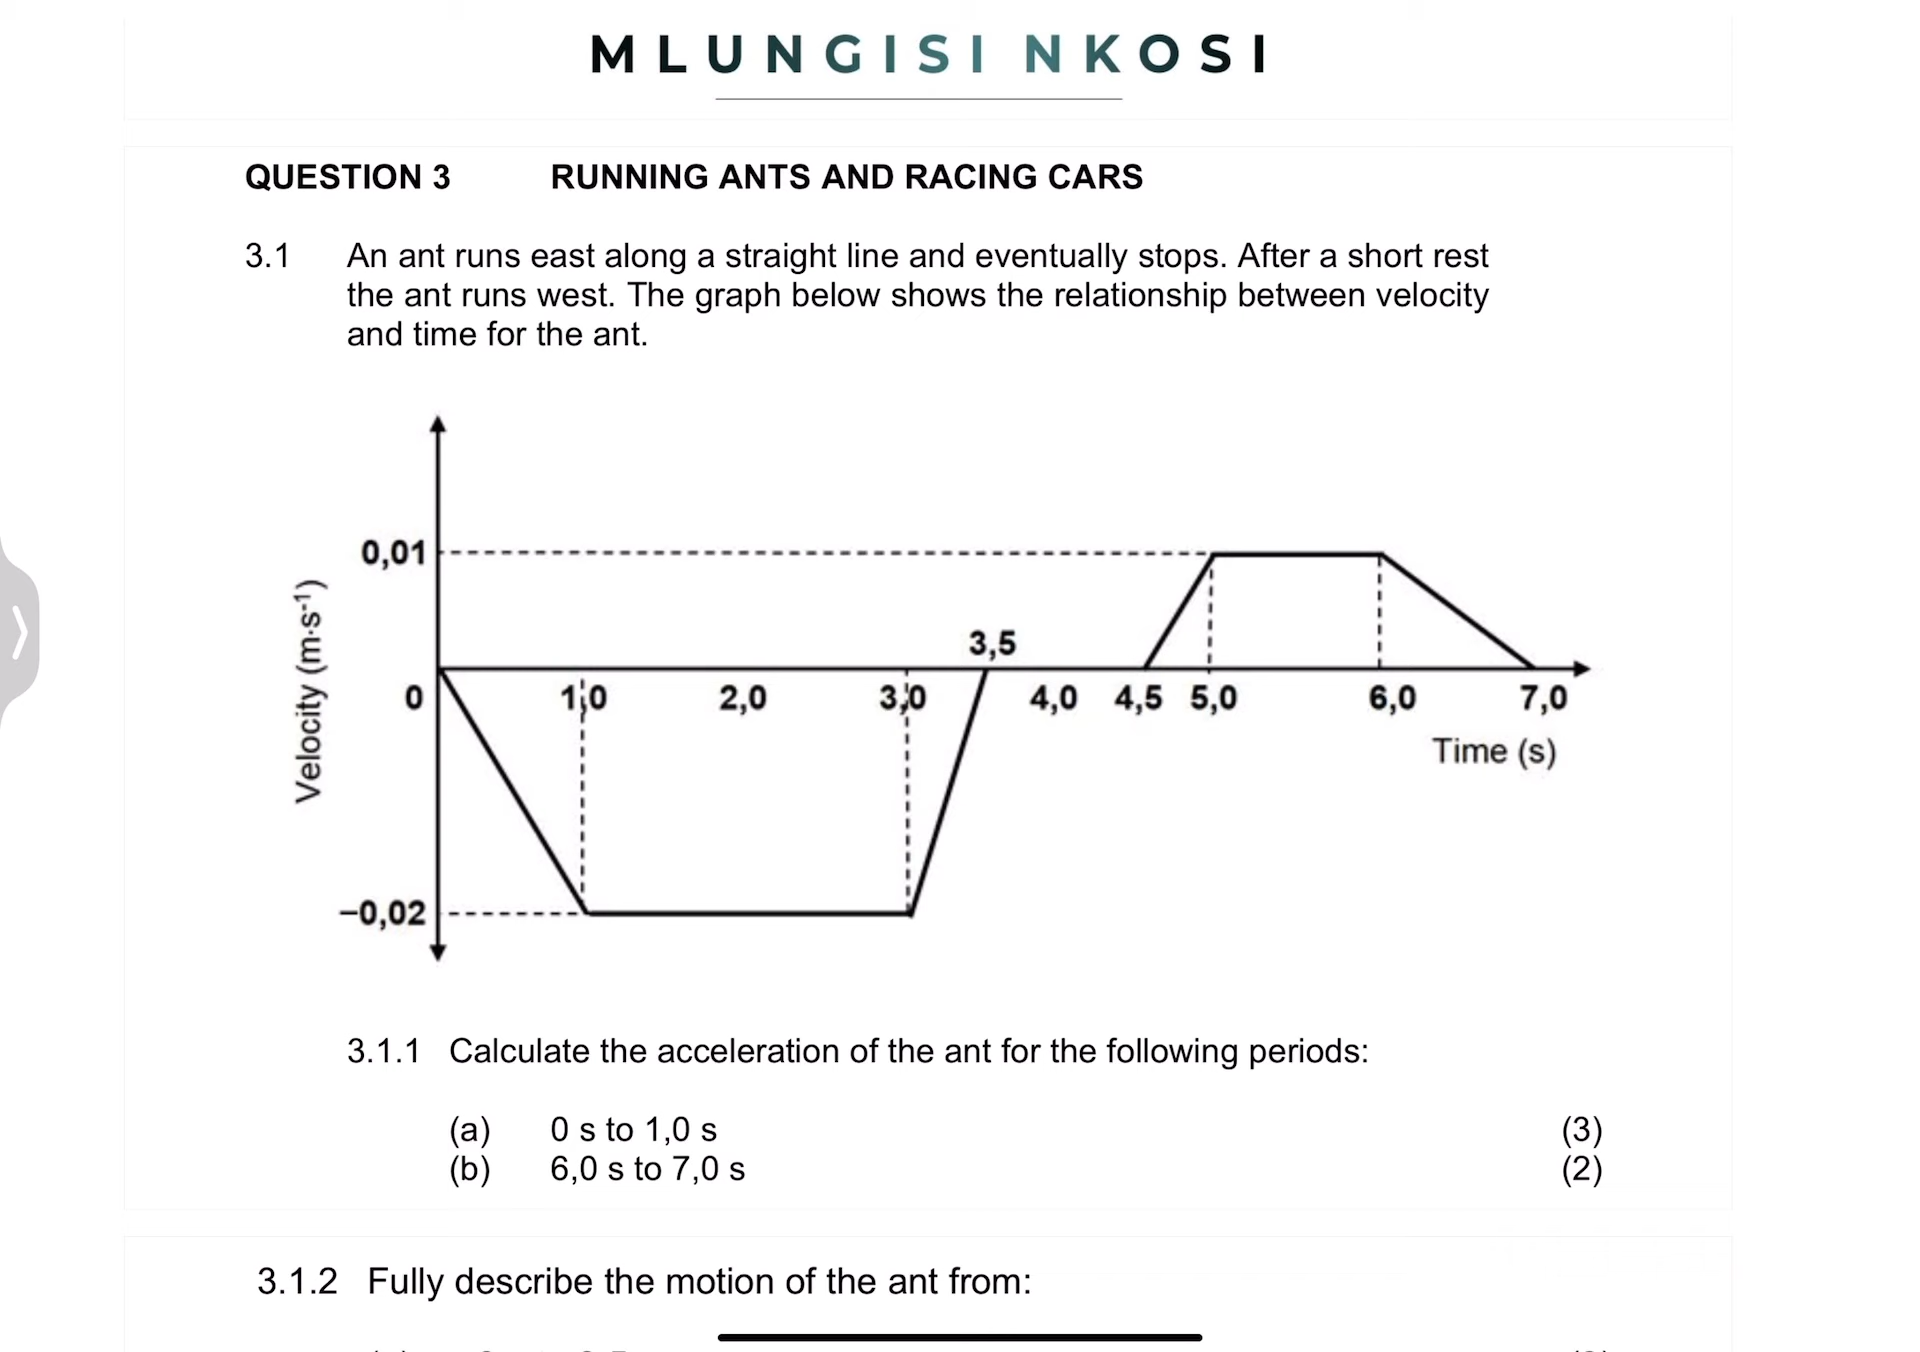 MLUNGISI NKOSI
QUESTION 3 RUNNING ANTS AND RACING CARS
3.1 An ant runs east along a straight line and eventually stops. After a short rest
the ant runs west. The graph below shows the relationship between velocity
and time for the ant.
0,01
Velocity (m·s⁻¹)
3,5
0 1,0 2,0 3,0 4,0 4,5 5,0 6,0 7,0
Time (s)
−0,02
3.1.1 Calculate the acceleration of the ant for the following periods:
(a) 0 s to 1,0 s (3)
(b) 6,0 s to 7,0 s (2)
3.1.2 Fully describe the motion of the ant from: